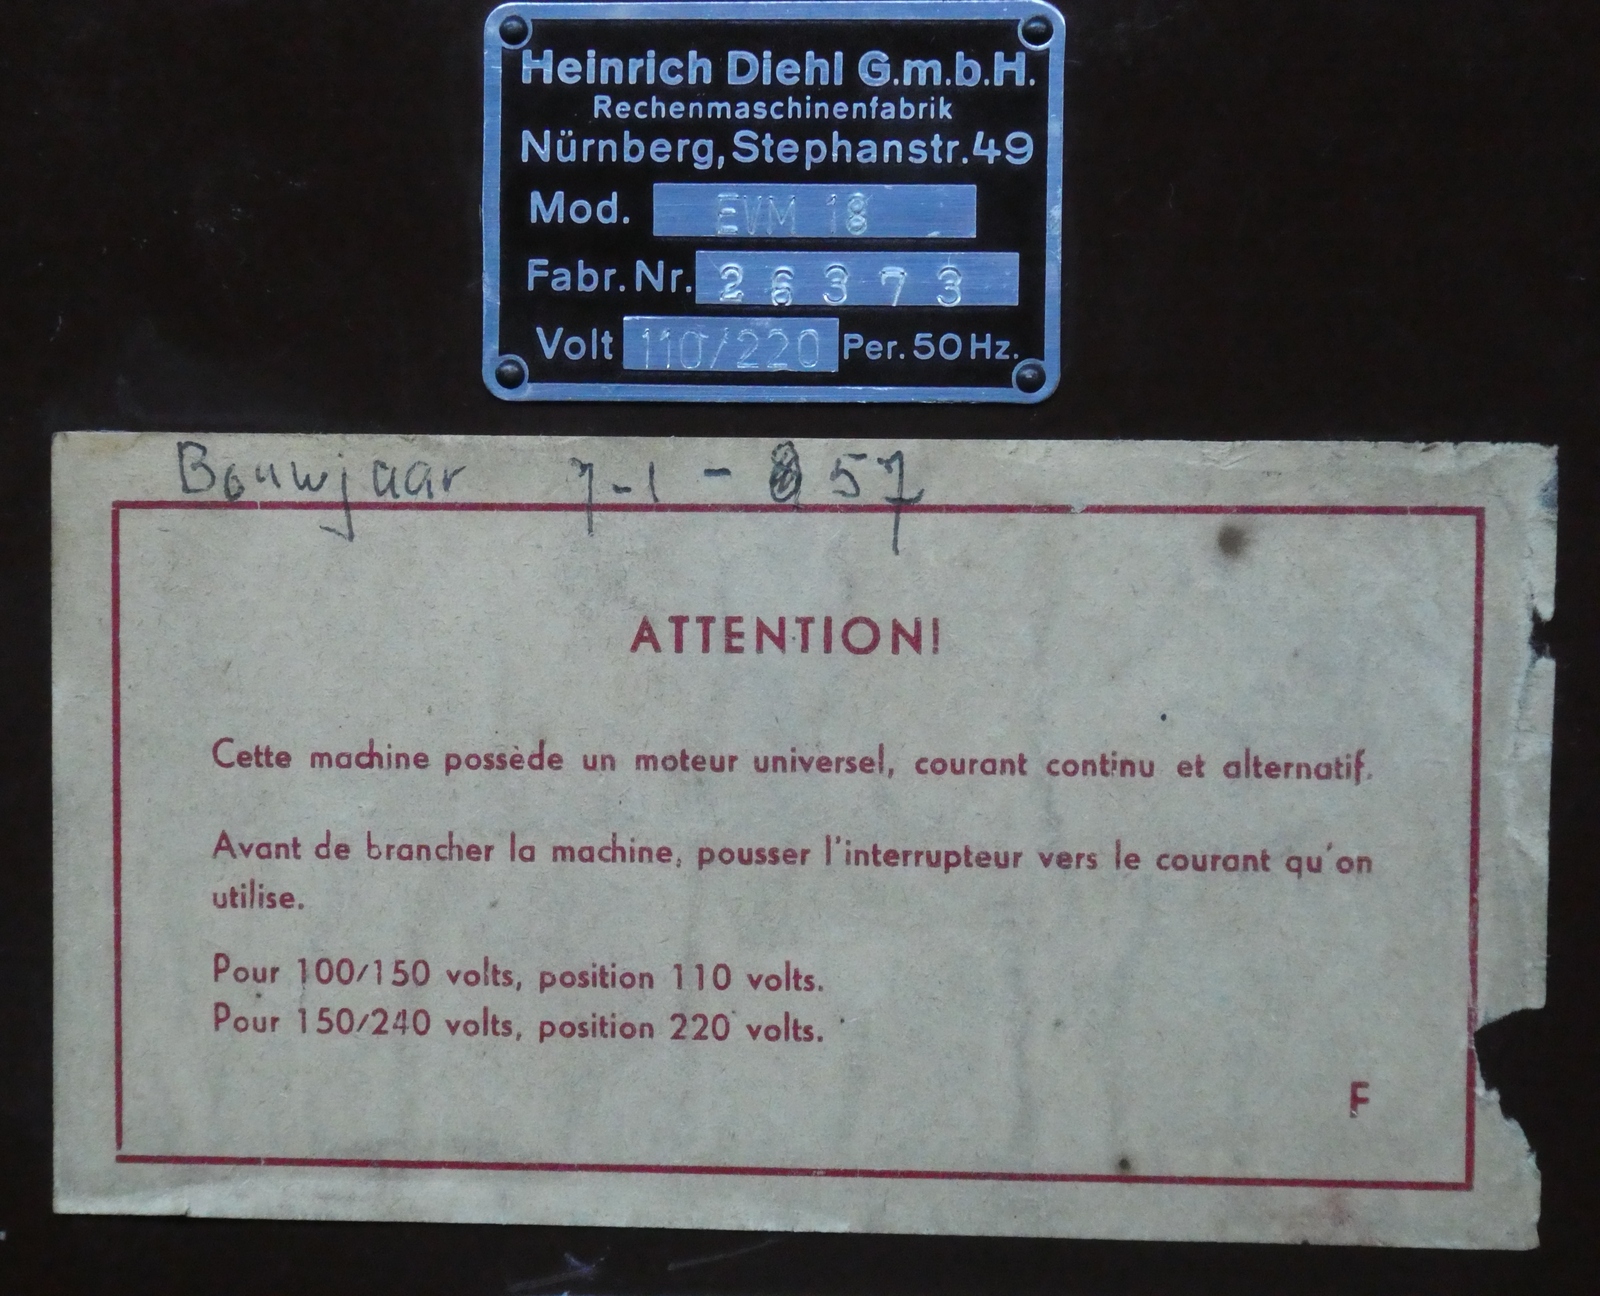 Heinrich Diehl G.m.b.H.
Rechenmaschinenfabrik
Nürnberg, Stephanstr. 49
Mod. EVM 18
Fabr. Nr. 26373
Volt 110/220 Per. 50 Hz.
Bouwjaar 7-1-57
ATTENTION!
Cette machine possède un moteur universel, courant continu et alternatif.
Avant de brancher la machine, pousser l'interrupteur vers le courant qu'on
utilise.
Pour 100/150 volts, position 110 volts.
Pour 150/240 volts, position 220 volts.
F